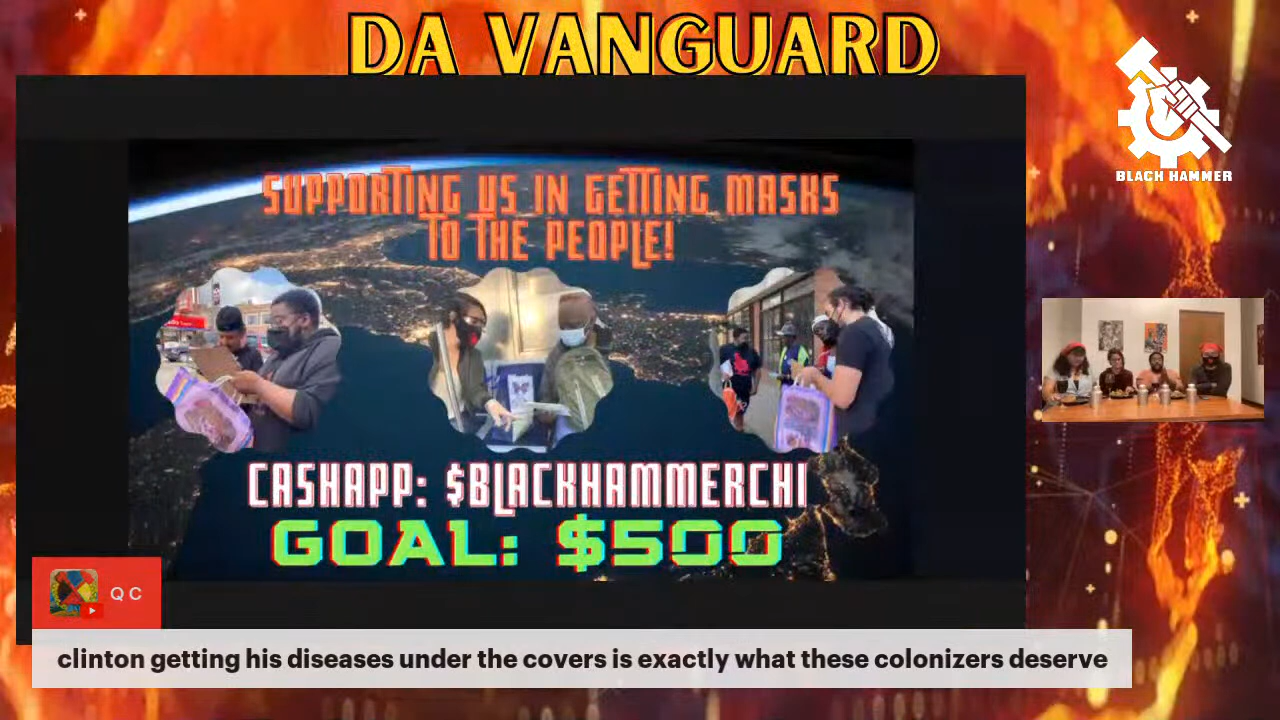 DA VANGUARD
BLACH HAMMER
SUPPORTING US IN GETTING MASKS
TO THE PEOPLE!
CASHAPP: $BLACKHAMMERCHI
GOAL: $500
Q C
clinton getting his diseases under the covers is exactly what these colonizers deserve